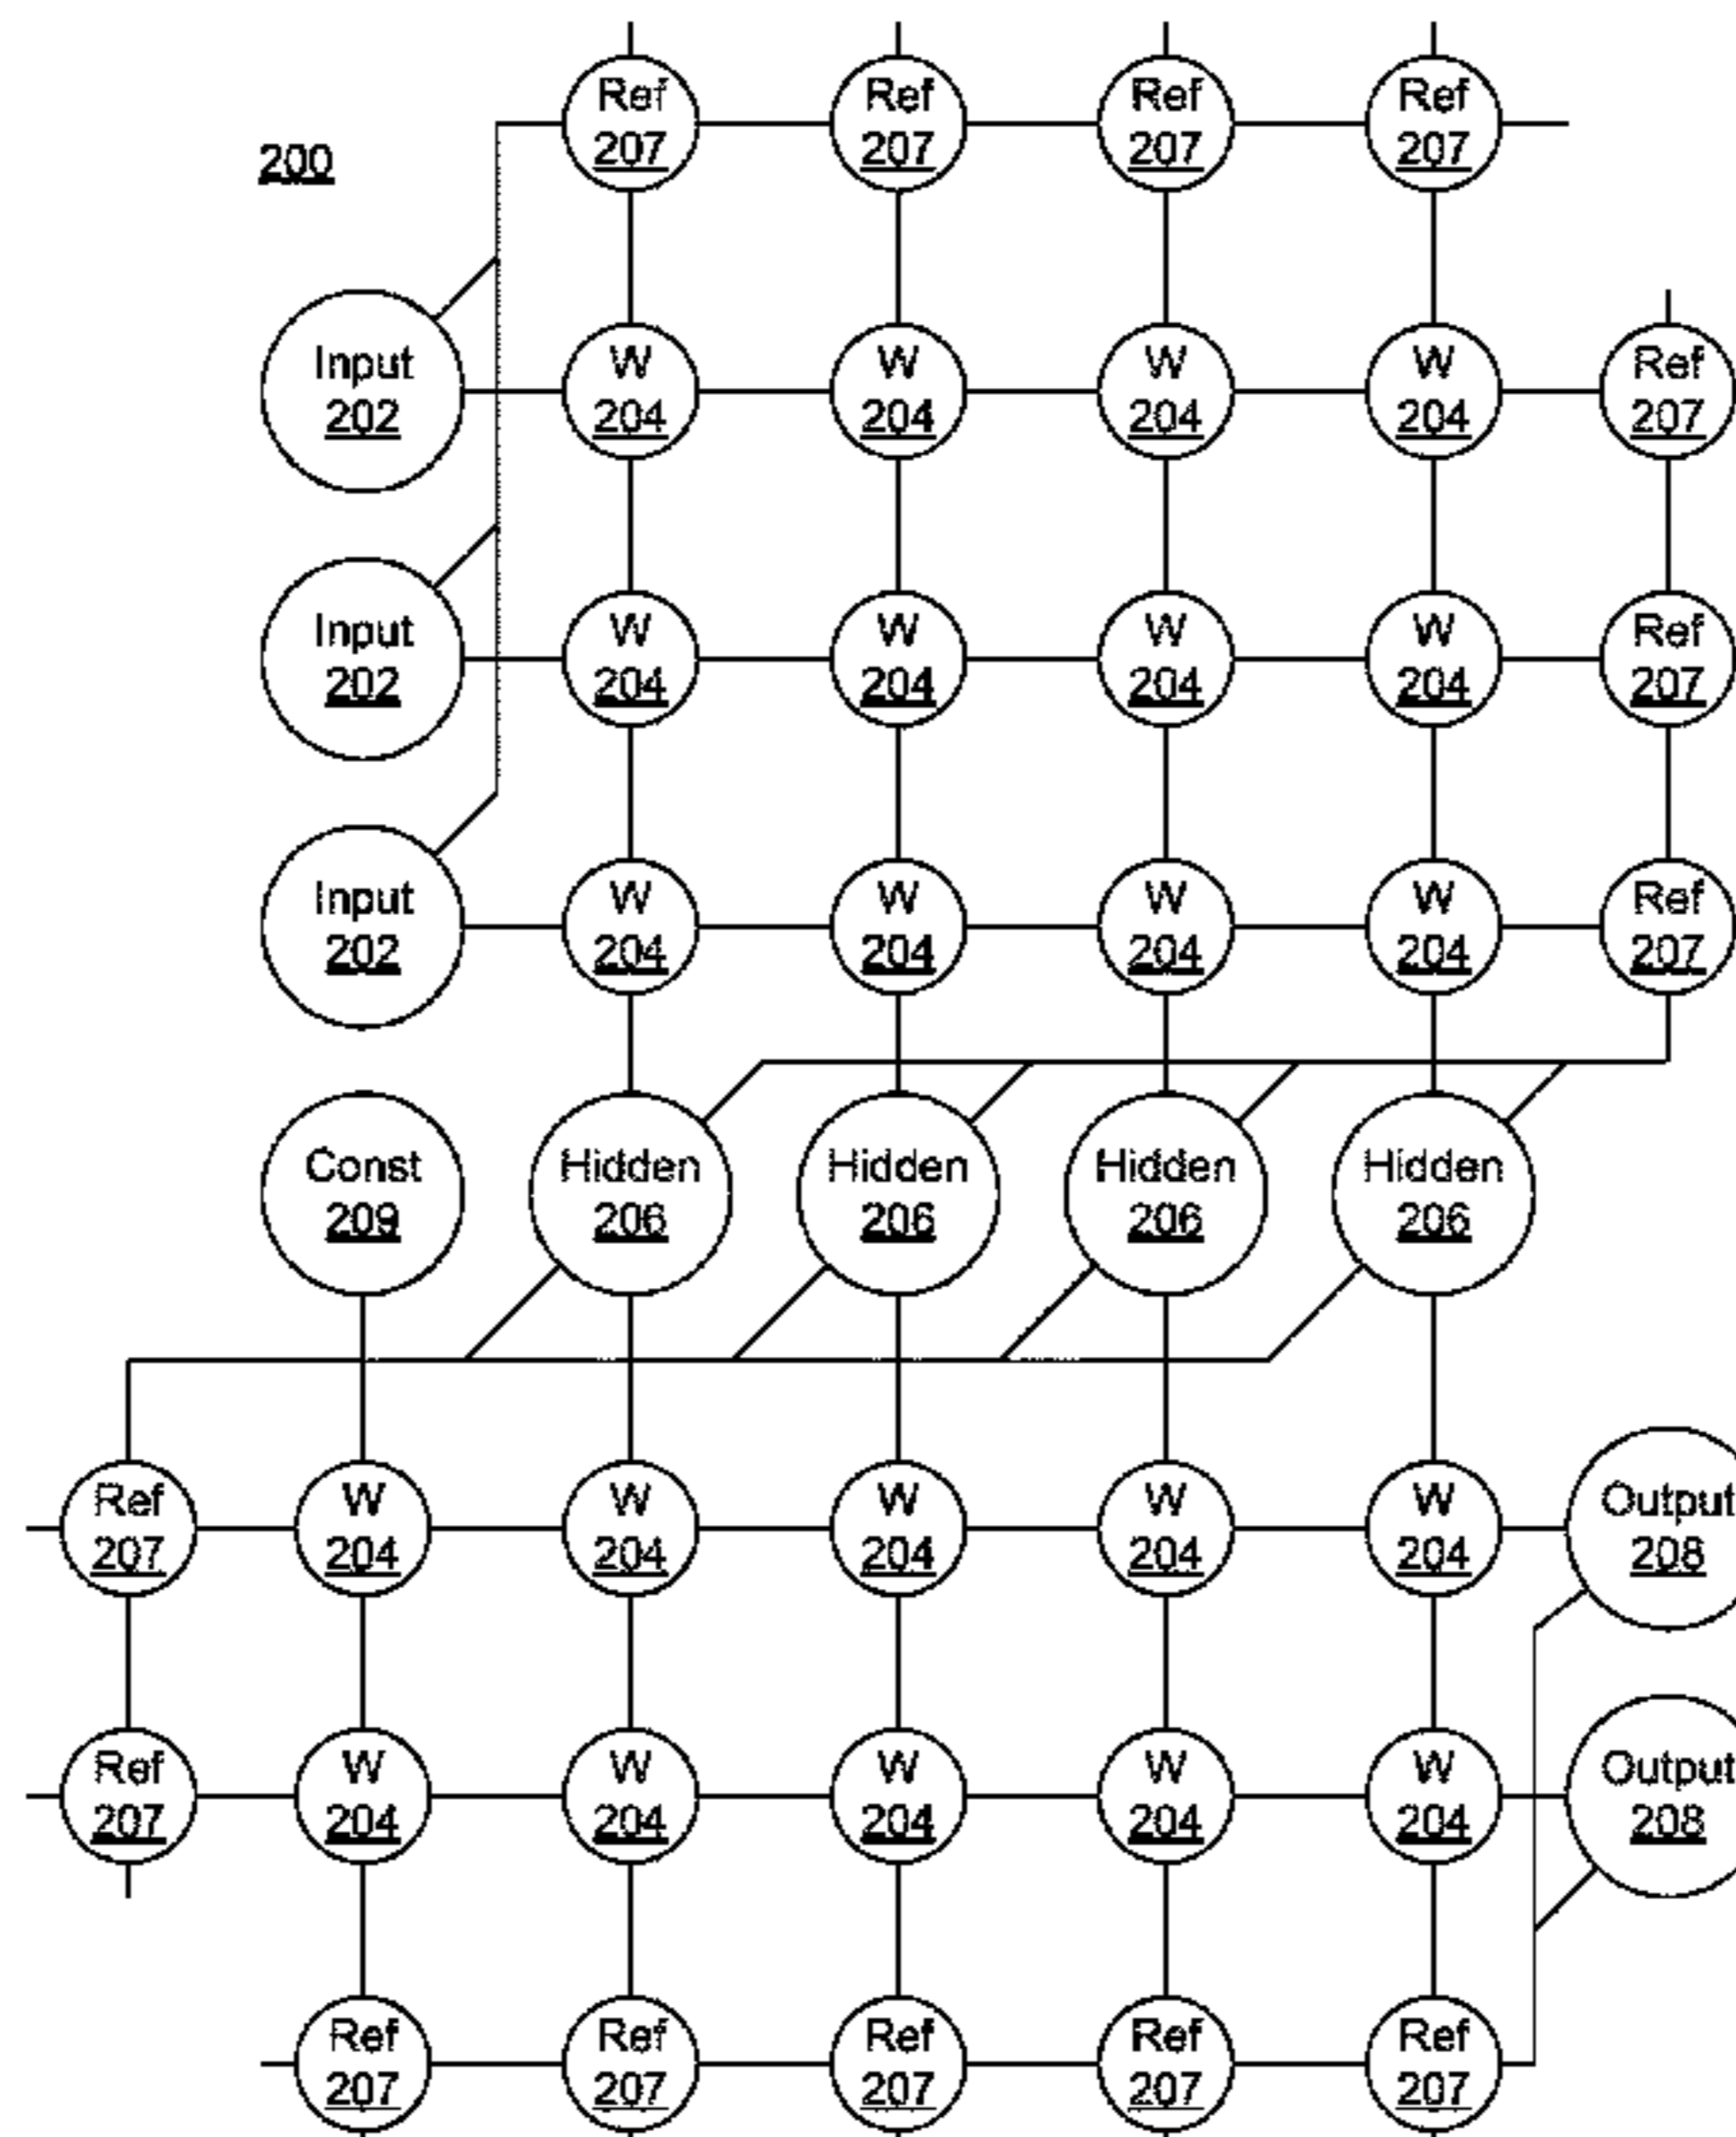 Ref Ref Ref Ref
207 207 207 207
200
Input W W W W Ref
202 204 204 204 204 207
Input W W W W Ref
202 204 204 204 204 207
Input W W W W Ref
202 204 204 204 204 207
Const Hidden Hidden Hidden Hidden
209 206 206 206 206
Ref W W W W W Output
207 204 204 204 204 204 208
Ref W W W W W Output
207 204 204 204 204 204 208
Ref Ref Ref Ref Ref
207 207 207 207 207